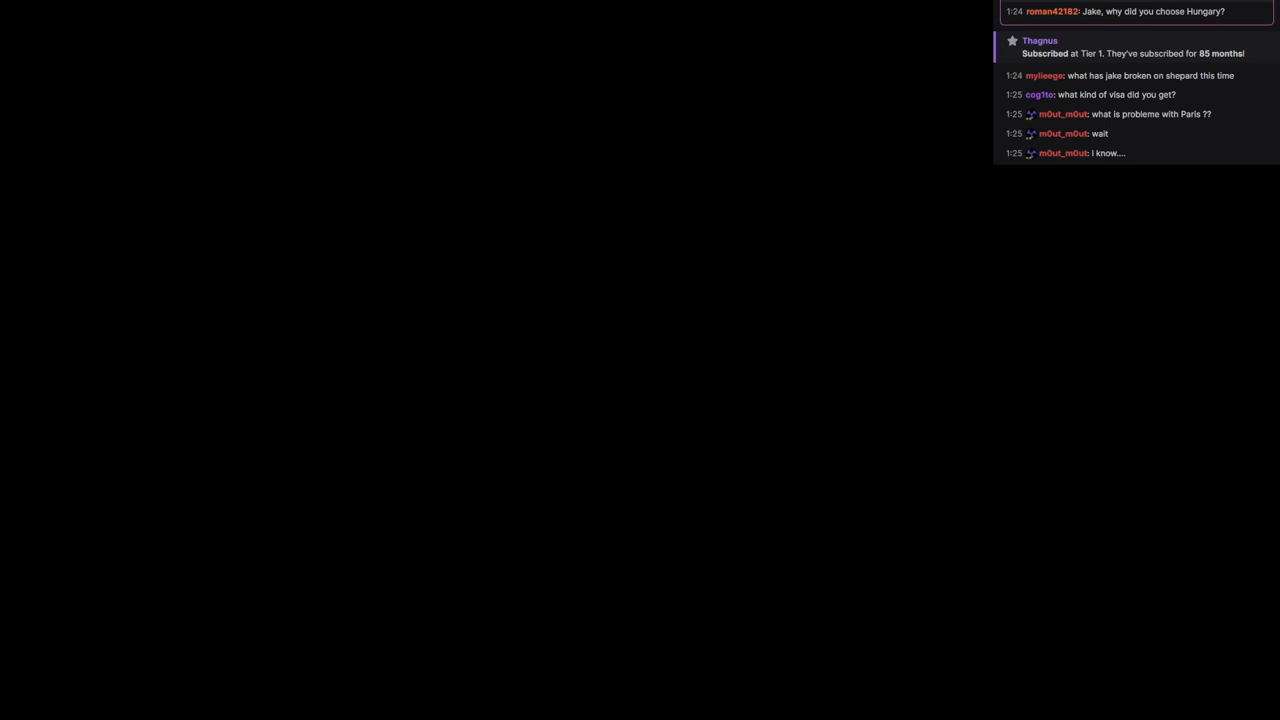 1:24 roman42182: Jake, why did you choose Hungary?
Thagnus
Subscribed at Tier 1. They've subscribed for 85 months!
1:24 mylieege: what has jake broken on shepard this time
1:25 cog1to: what kind of visa did you get?
1:25 m0ut_m0ut: what is probleme with Paris ??
1:25 m0ut_m0ut: wait
1:25 m0ut_m0ut: i know....